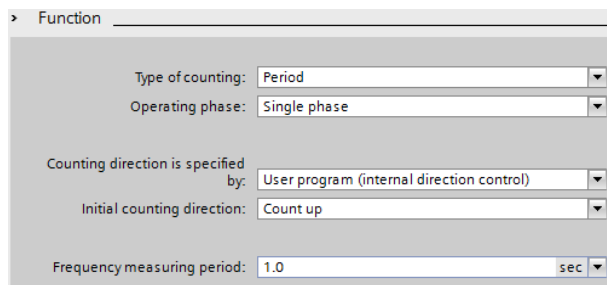 Function
Type of counting: Period
Operating phase: Single phase
Counting direction is specified
by: User program (internal direction control)
Initial counting direction: Count up
Frequency measuring period: 1.0 sec